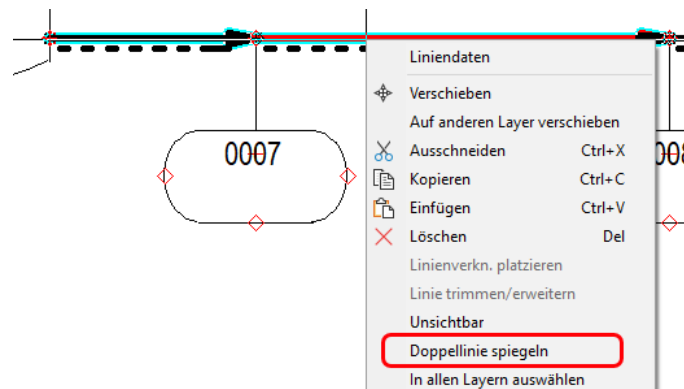 Liniendaten
Verschieben
Auf anderen Layer verschieben
0007
Ausschneiden Ctrl+X
008
Kopieren Ctrl+C
Einfügen Ctrl+V
Löschen Del
Linienverkn. platzieren
Linie trimmen/erweitern
Unsichtbar
Doppellinie spiegeln
In allen Layern auswählen